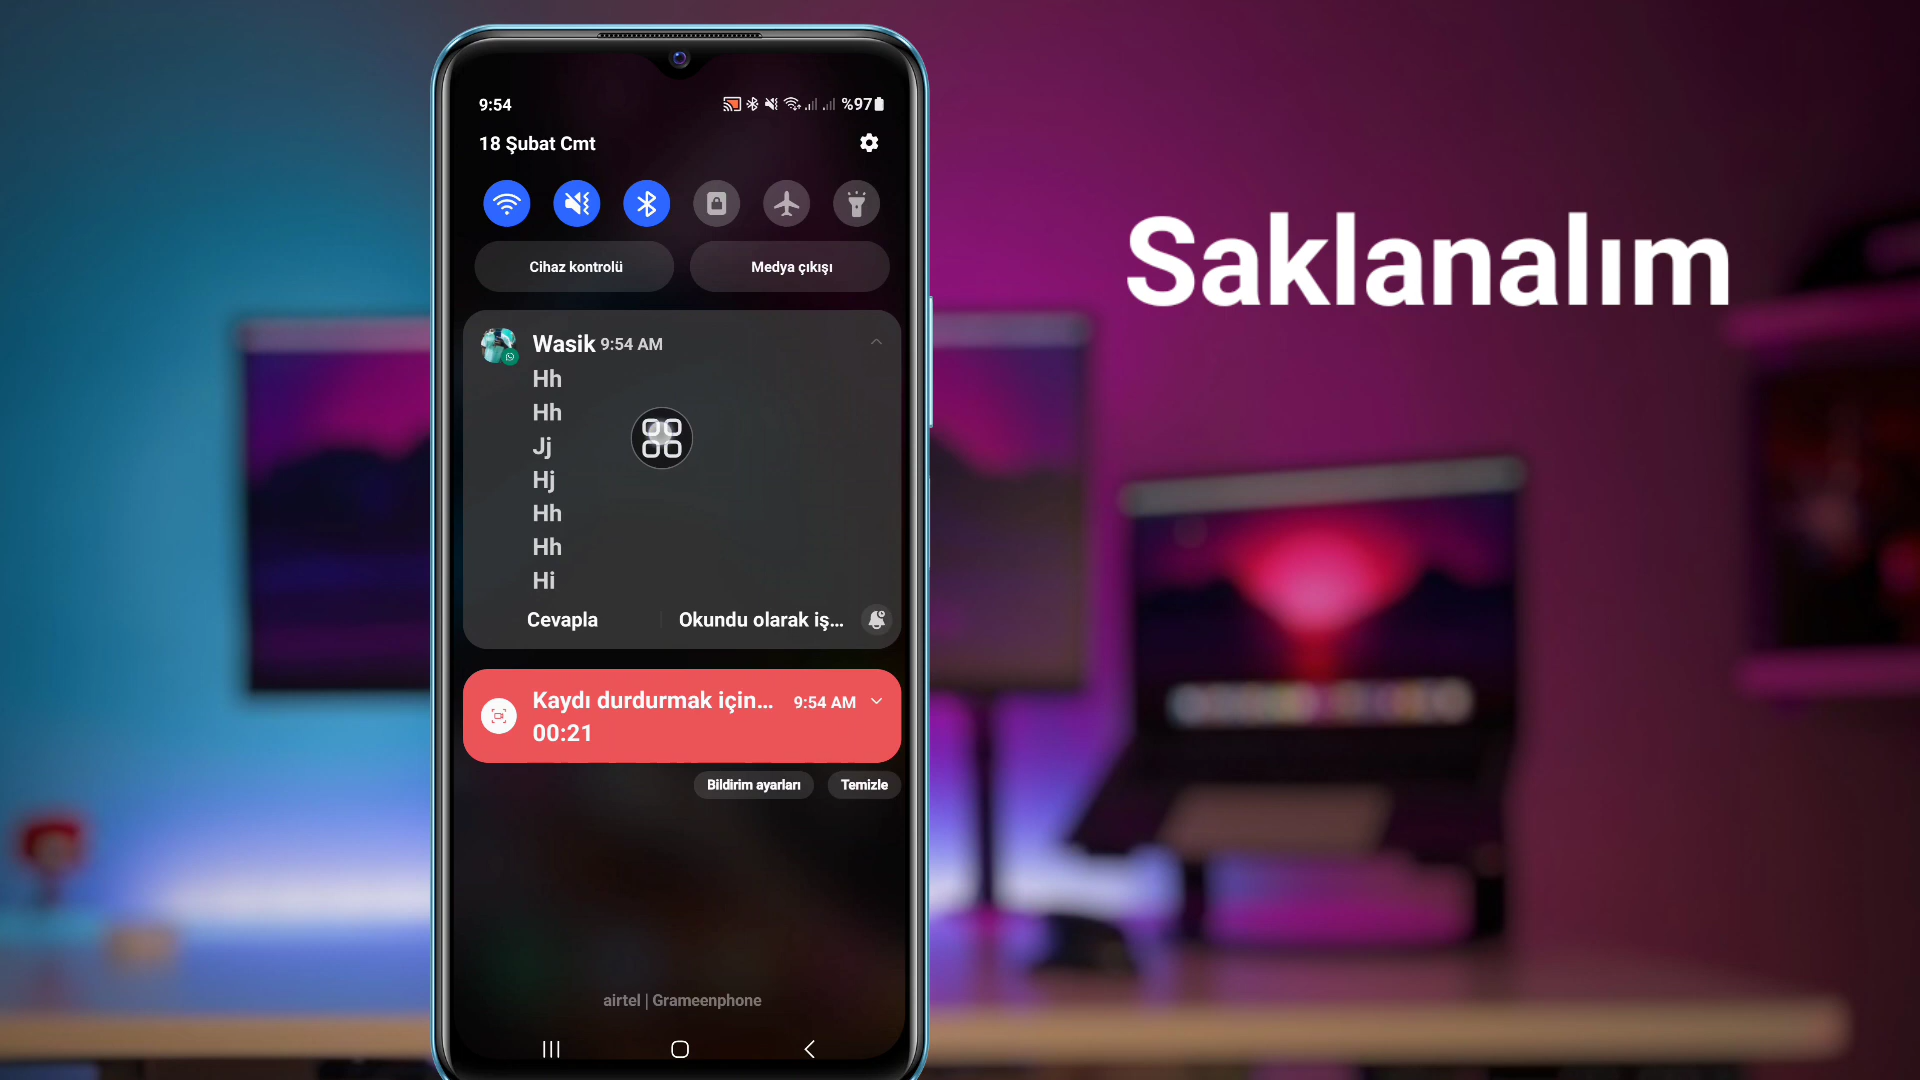 9:54
%97
18 Şubat Cmt
Cihaz kontrolü
Medya çıkışı
Saklanalım
Wasik 9:54 AM
Hh
Hh
Jj
Hj
Hh
Hh
Hi
Cevapla
Okundu olarak iş...
Kaydı durdurmak için... 9:54 AM
00:21
Bildirim ayarları
Temizle
airtel | Grameenphone